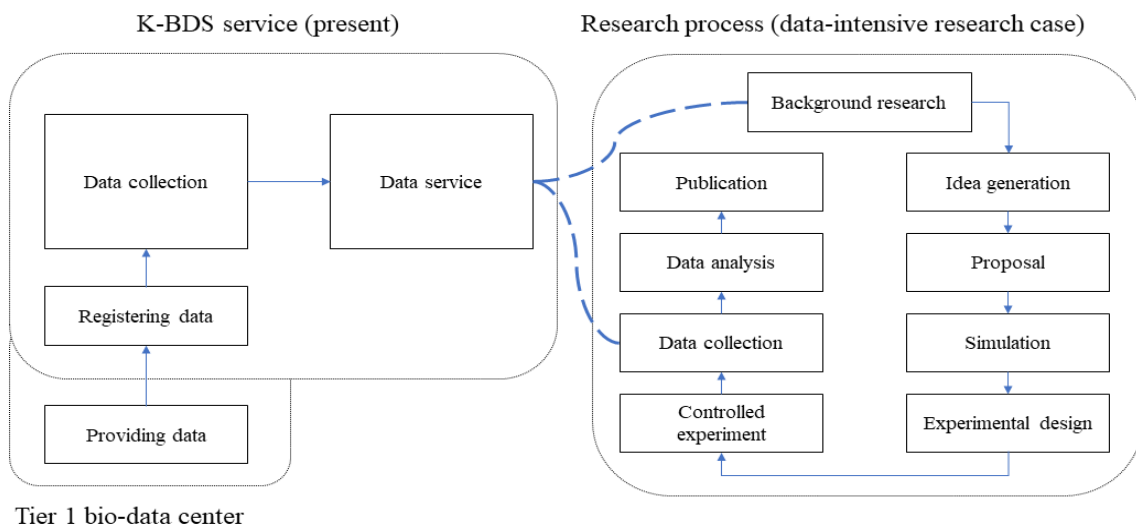 K-BDS service (present)
Research process (data-intensive research case)
Data collection
Data service
Registering data
Providing data
Tier 1 bio-data center
Background research
Idea generation
Proposal
Simulation
Experimental design
Controlled
experiment
Data collection
Data analysis
Publication